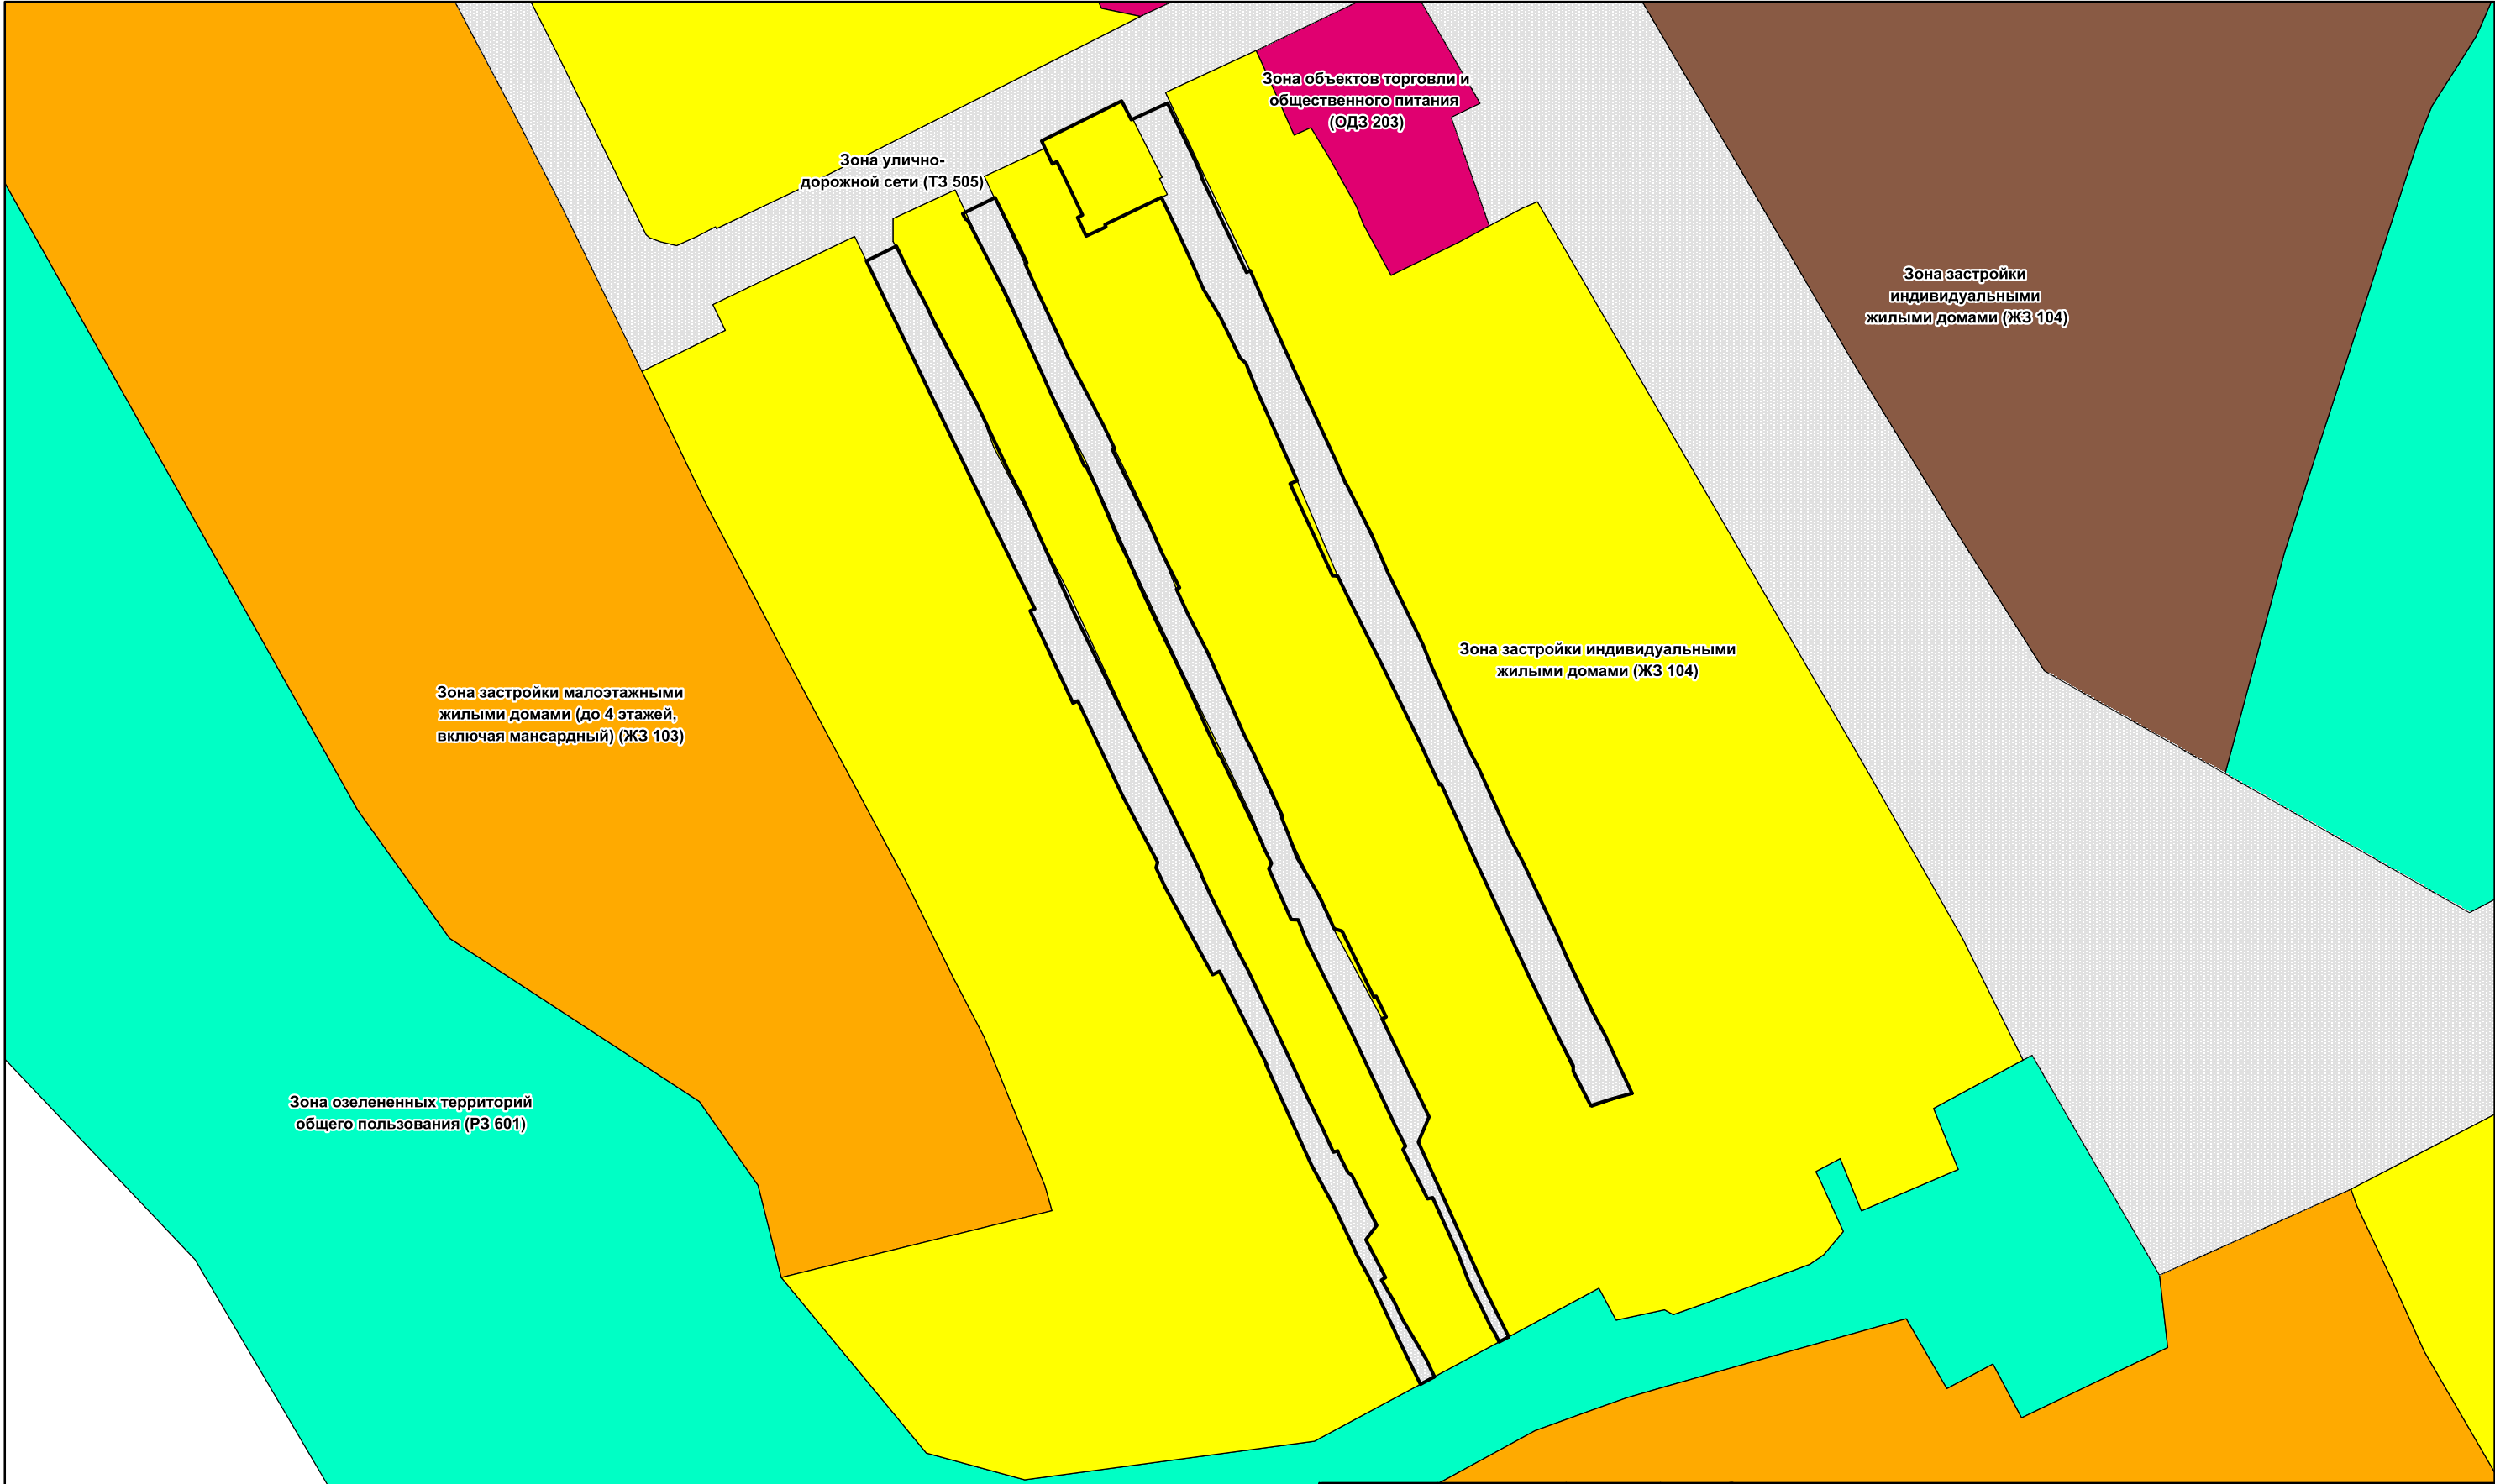 Зона объектов торговли и
общественного питания
(ОДЗ 203)
Зона улично-
дорожной сети (ТЗ 505)
Зона застройки
индивидуальными
жилыми домами (ЖЗ 104)
Зона застройки индивидуальными
жилыми домами (ЖЗ 104)
Зона застройки малоэтажными
жилыми домами (до 4 этажей,
включая мансардный) (ЖЗ 103)
Зона озелененных территорий
общего пользования (РЗ 601)